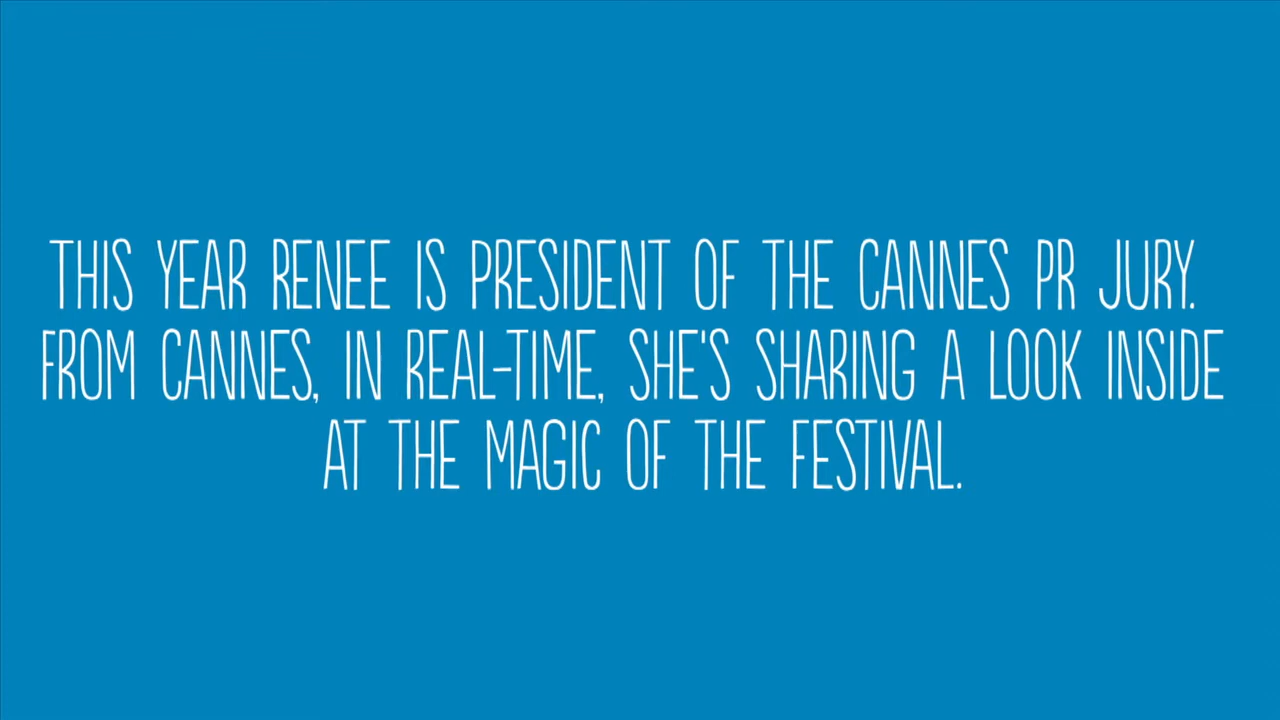 THIS YEAR RENEE IS PRESIDENT OF THE CANNES PR JURY.
FROM CANNES, IN REAL-TIME, SHE'S SHARING A LOOK INSIDE
AT THE MAGIC OF THE FESTIVAL.